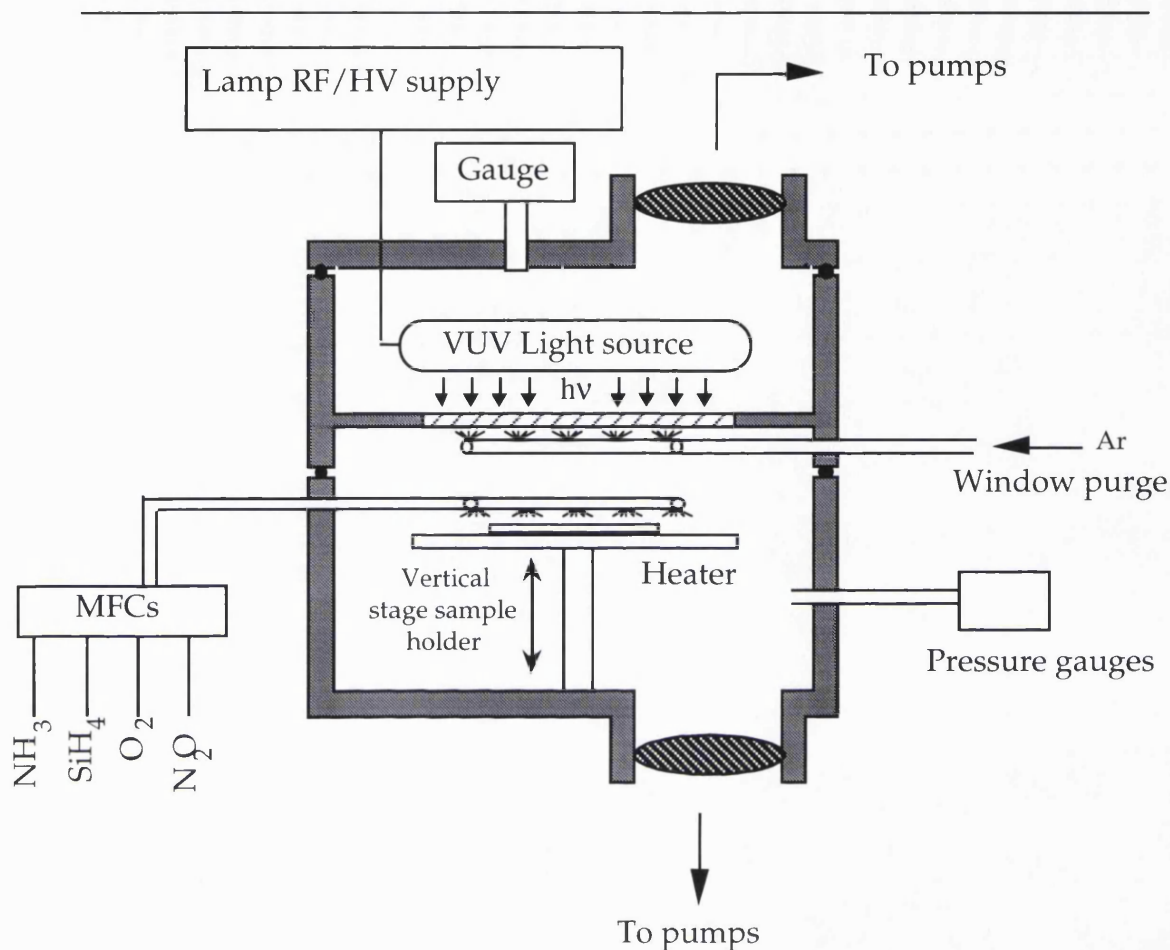 Lamp RF/HV supply
To pumps
Gauge
VUV Light source
hν
Ar
Window purge
Heater
Vertical
stage sample
holder
MFCs
Pressure gauges
NH3
SiH4
O2
N2O
To pumps